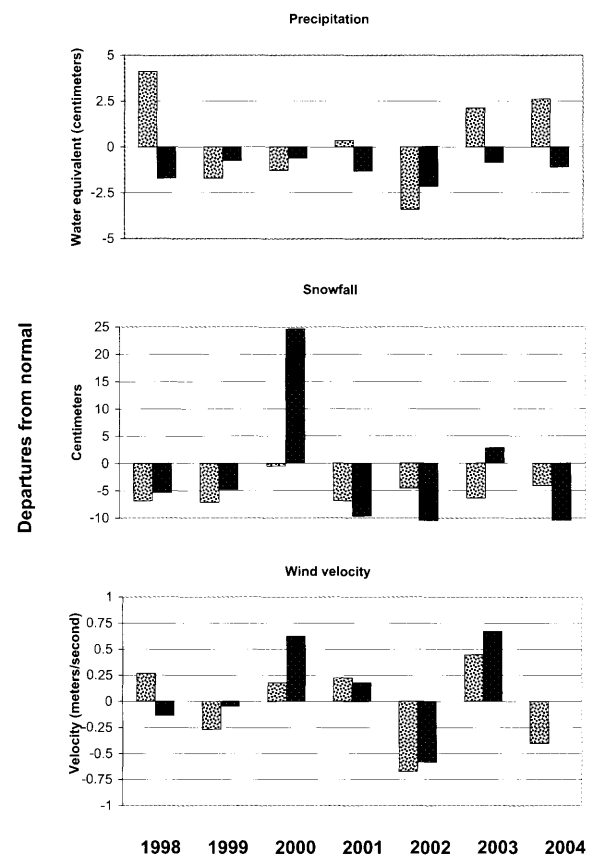 Precipitation
Water equivalent (centimeters)
5
2.5
0
-2.5
-5
Departures from normal
Snowfall
Centimeters
25
20
15
10
5
0
-5
-10
Wind velocity
Velocity (meters/second)
1
0.75
0.5
0.25
0
-0.25
-0.5
-0.75
-1
1998 1999 2000 2001 2002 2003 2004